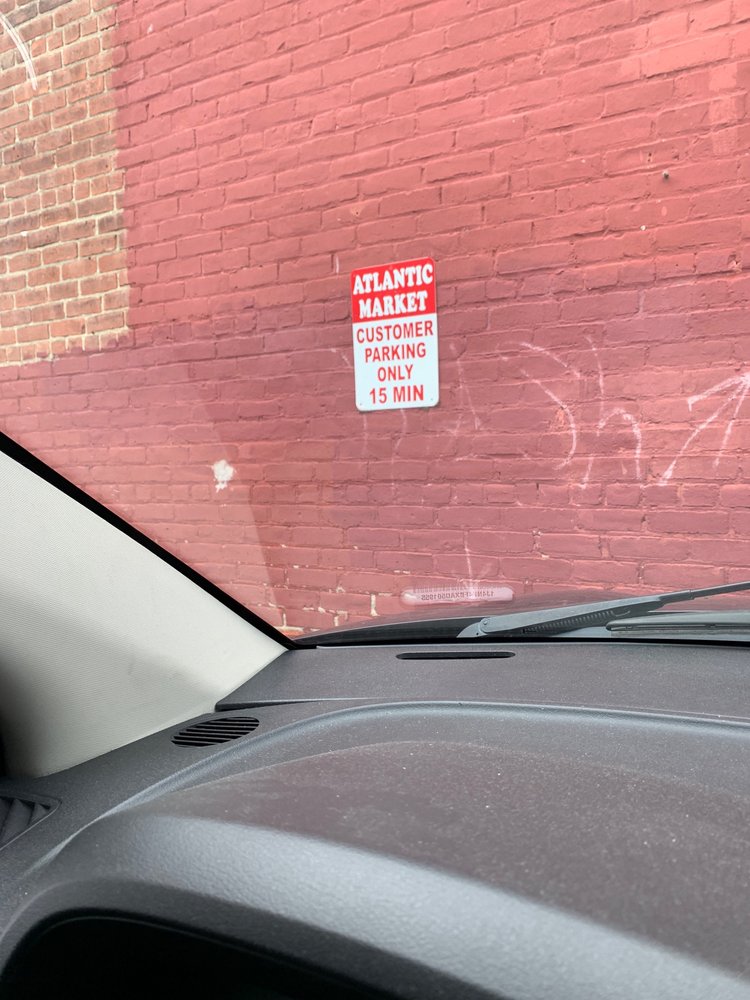 ATLANTIC
MARKET
CUSTOMER
PARKING
ONLY
15 MIN